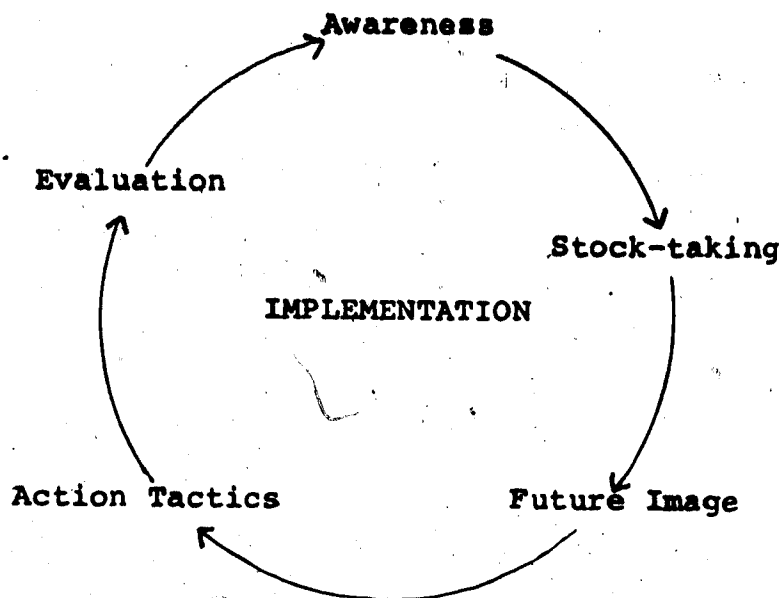 Awareness
Evaluation
Stock-taking
IMPLEMENTATION
Action Tactics
Future Image